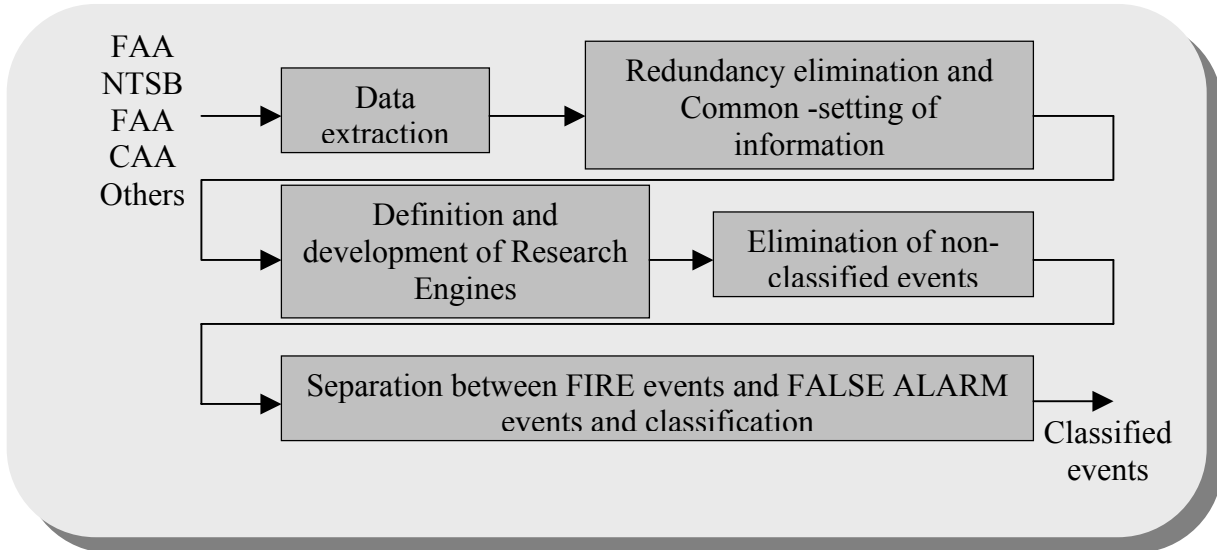 FAA
NTSB
FAA
CAA
Others
Data
extraction
Redundancy elimination and
Common -setting of
information
Definition and
development of Research
Engines
Elimination of non-
classified events
Separation between FIRE events and FALSE ALARM
events and classification
Classified
events